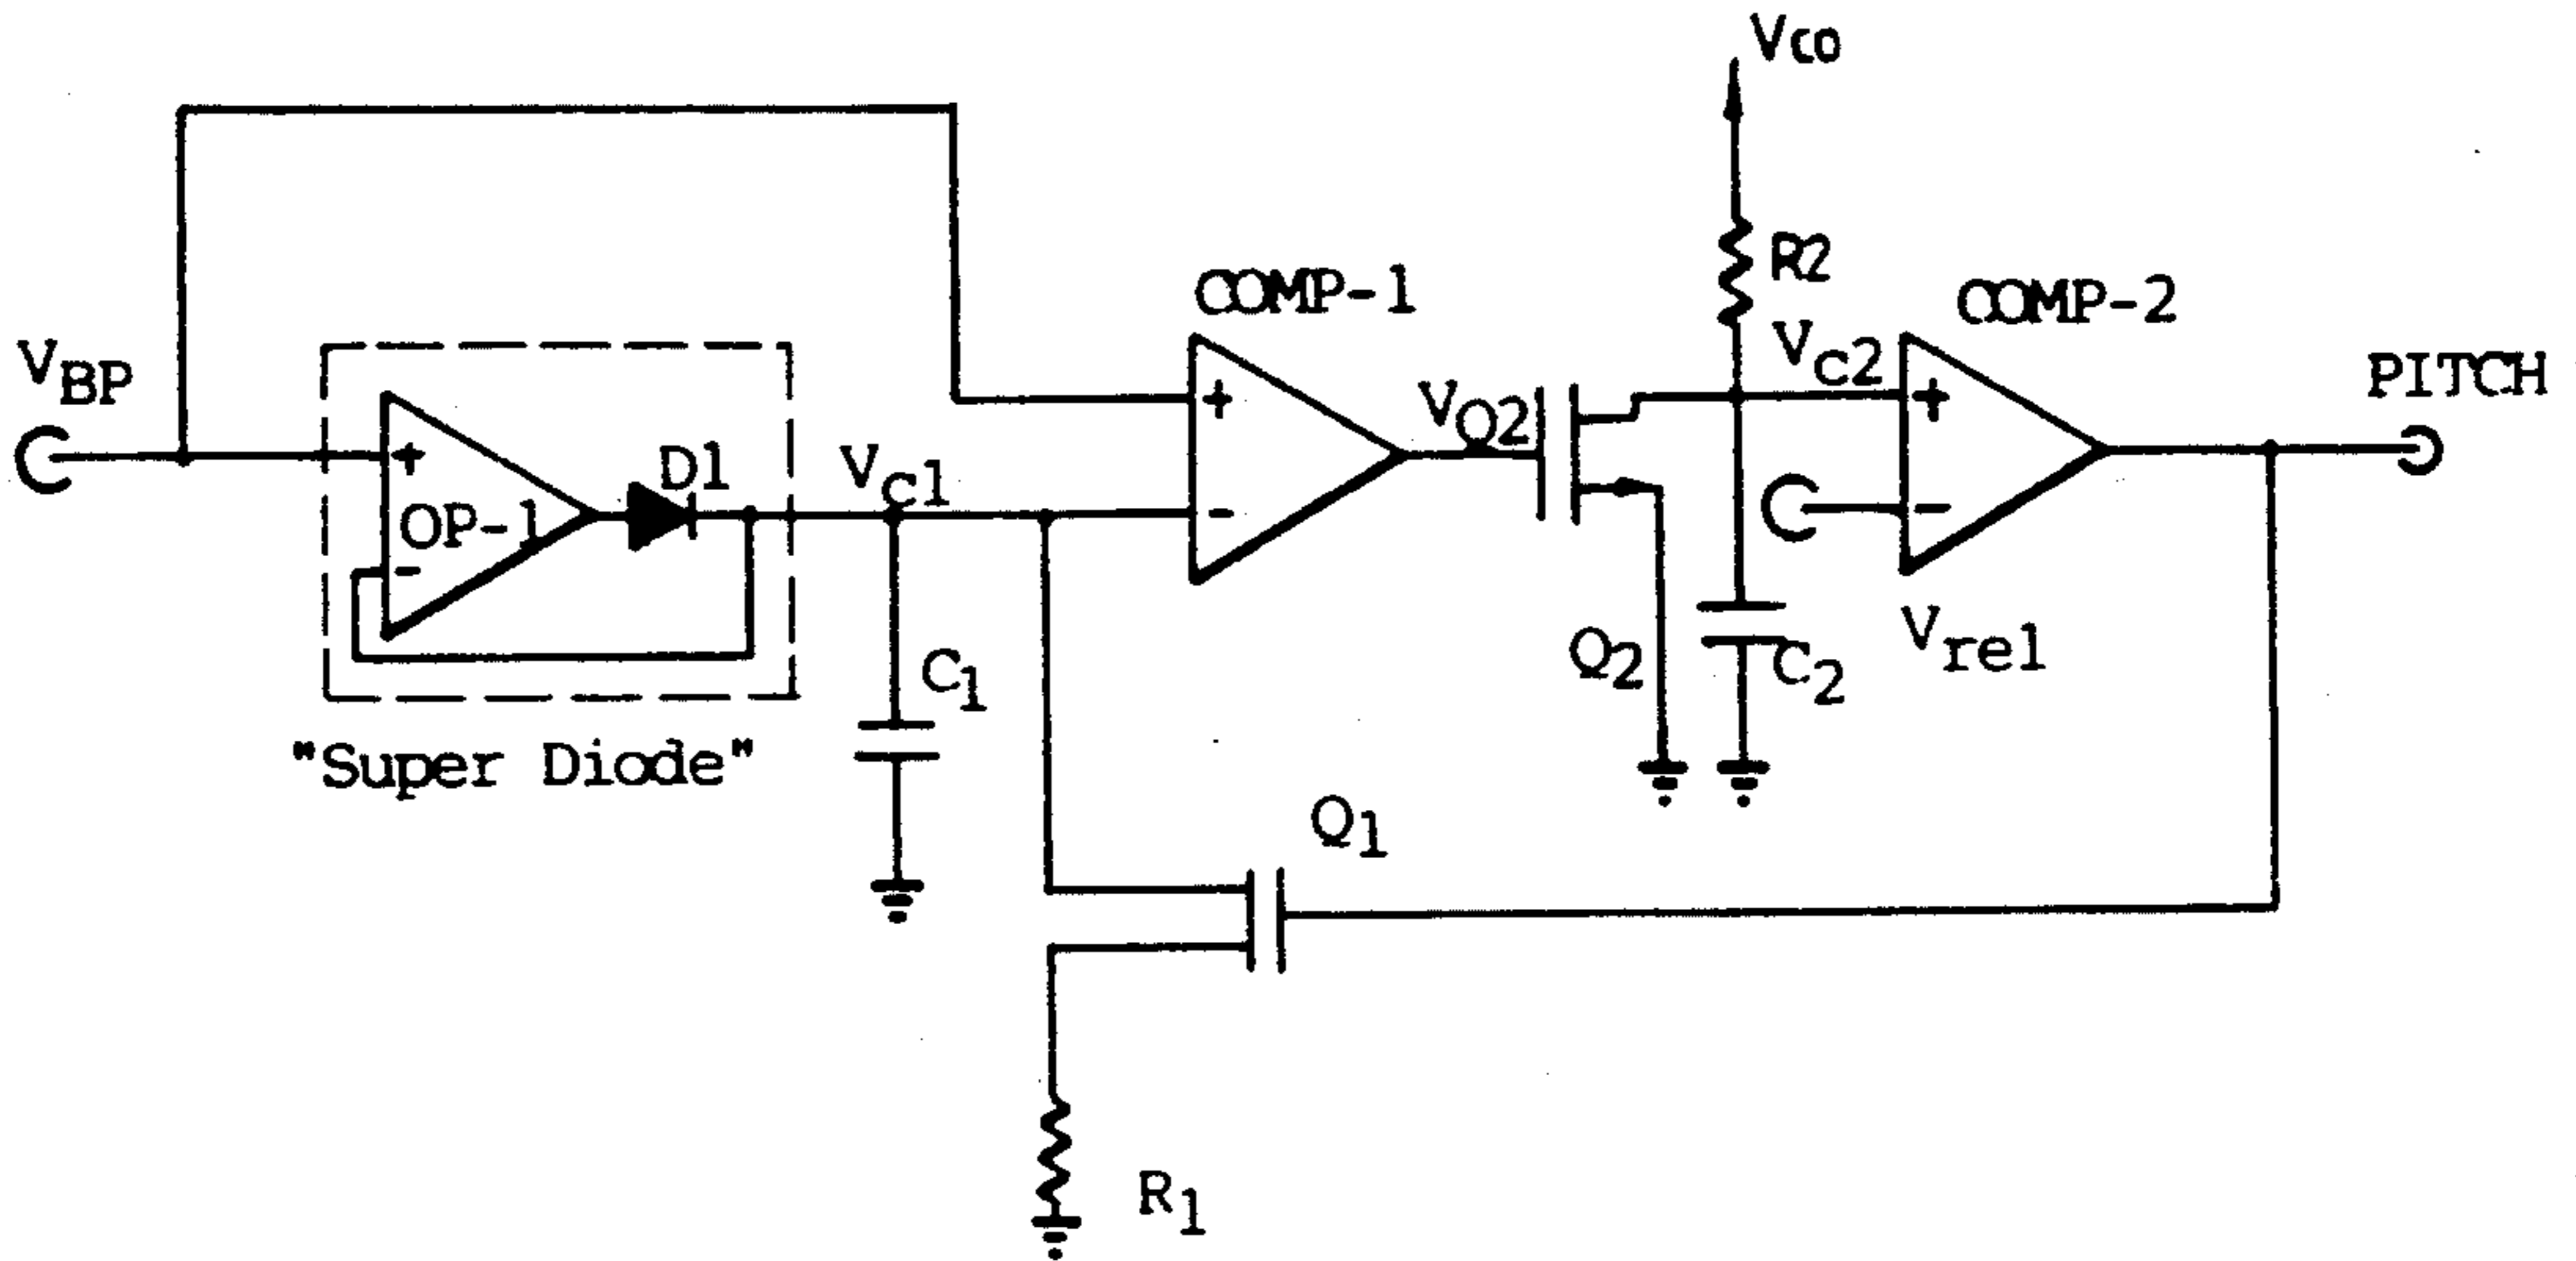 Vco
R2
COMP-1
COMP-2
Vc2
VBP
PITCH
VQ2
D1
Vc1
+
+
+
OP-1
-
-
-
Q2
C2
Vrel
C1
"Super Diode"
Q1
R1